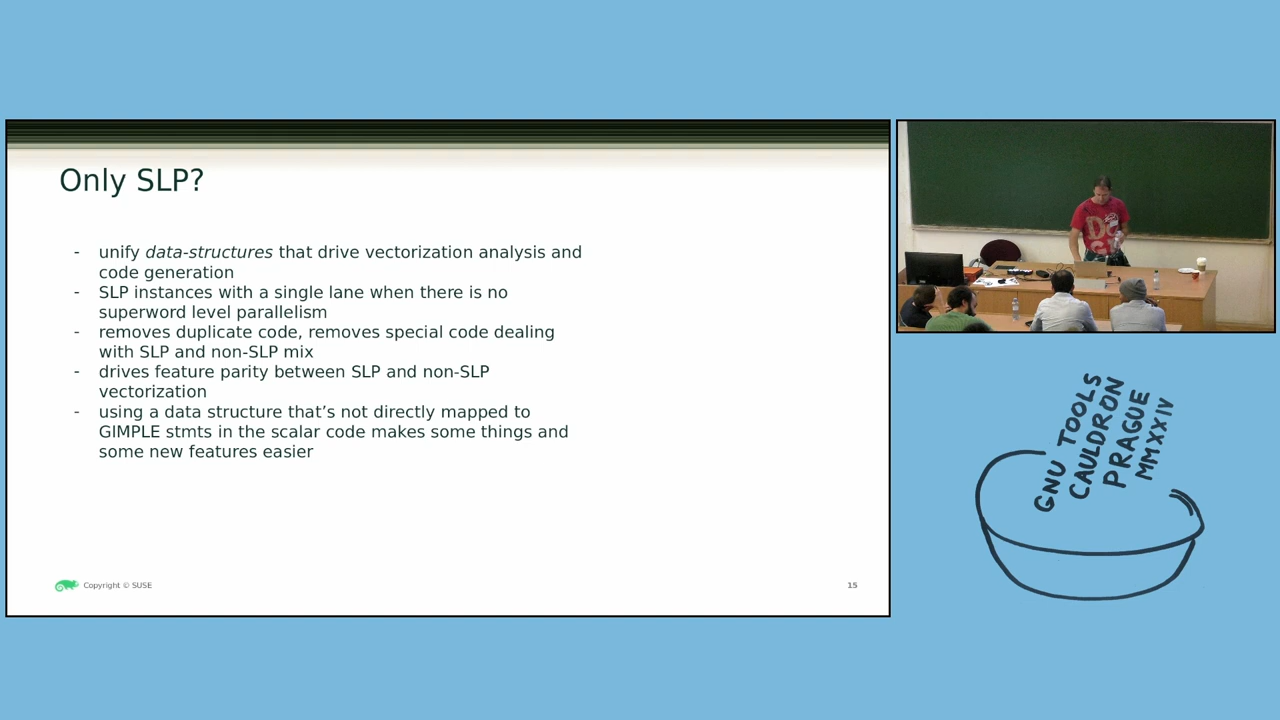 Only SLP?
- unify data-structures that drive vectorization analysis and
code generation
- SLP instances with a single lane when there is no
superword level parallelism
- removes duplicate code, removes special code dealing
with SLP and non-SLP mix
- drives feature parity between SLP and non-SLP
vectorization
- using a data structure that’s not directly mapped to
GIMPLE stmts in the scalar code makes some things and
some new features easier
Copyright © SUSE
15
GNU TOOLS
CAULDRON
PRAGUE
MMXXIV